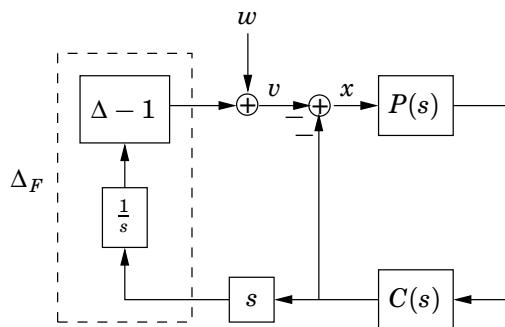 w
Δ − 1
+
v
−
+
−
x
P(s)
Δ_F
1/s
s
C(s)